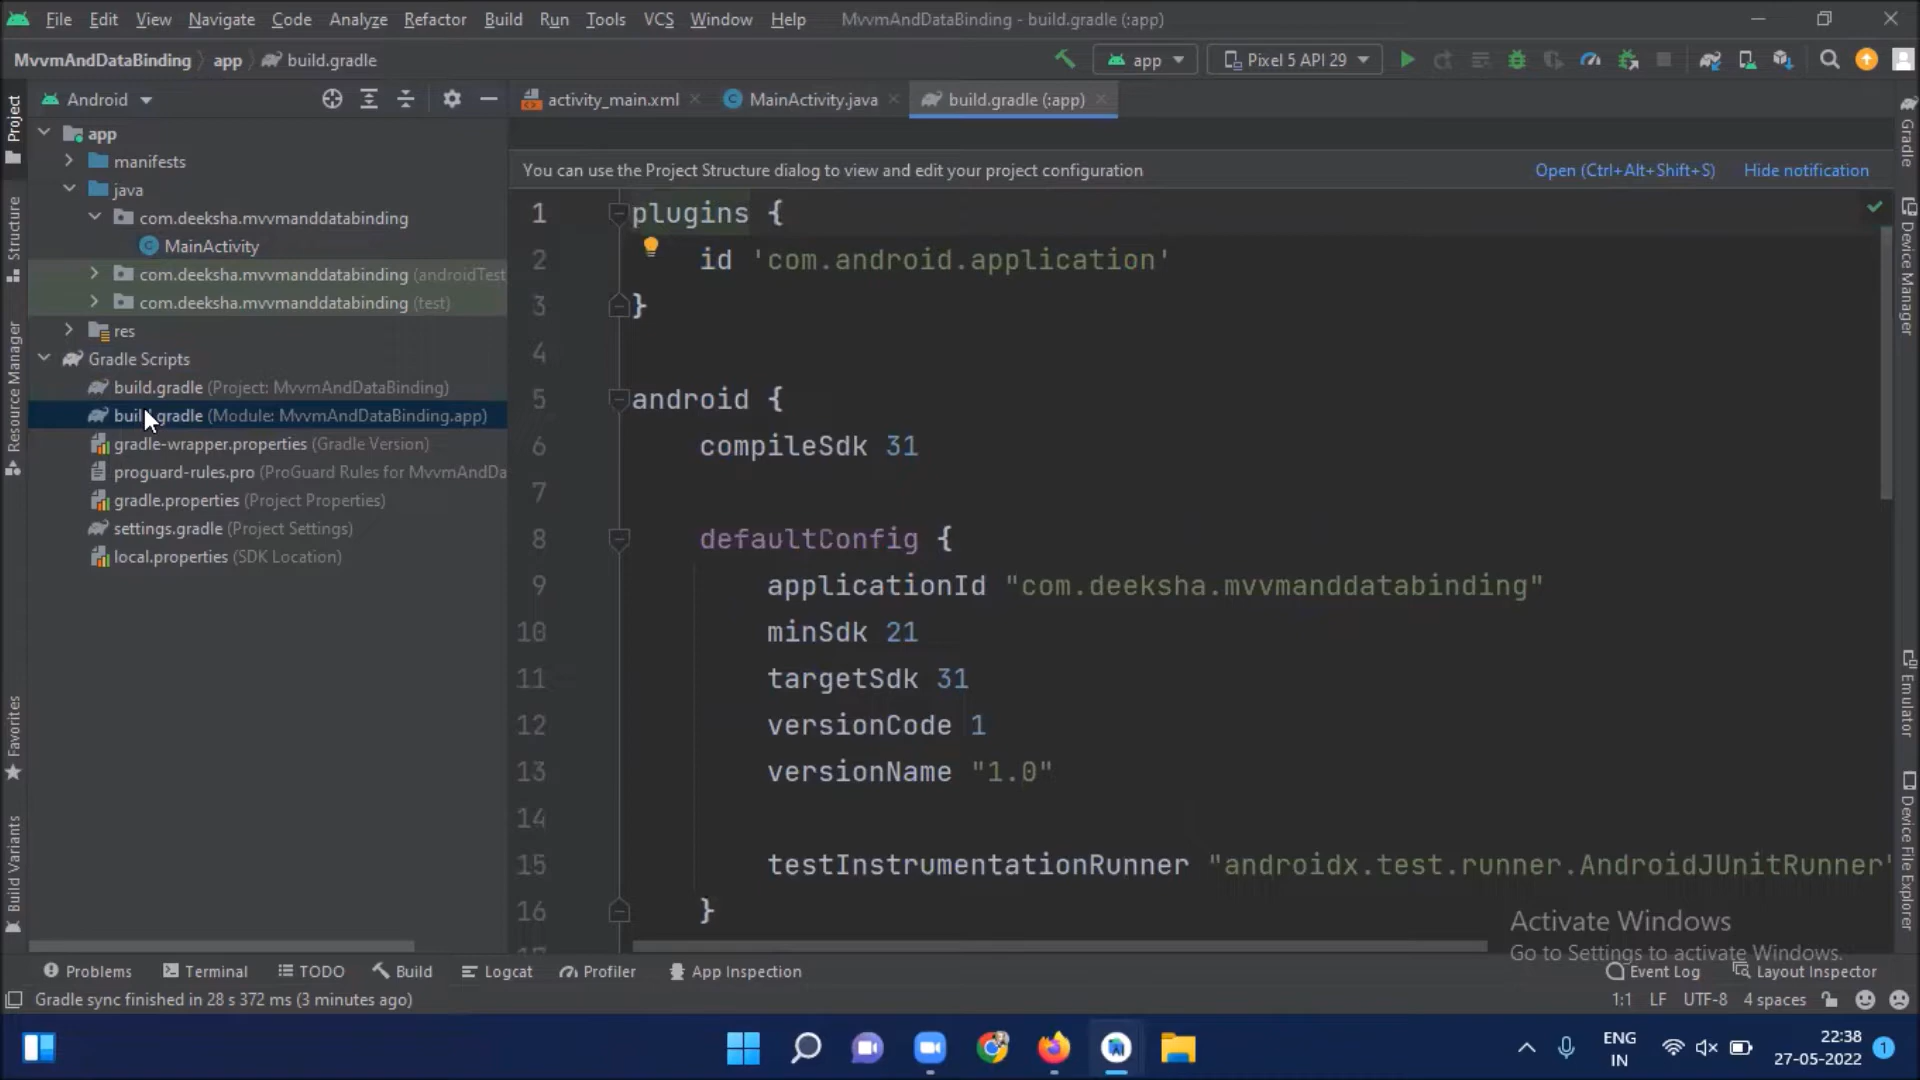 File Edit View Navigate Code Analyze Refactor Build Run Tools VCS Window Help MvvmAndDataBinding - build.gradle (:app)
MvvmAndDataBinding app build.gradle
app Pixel 5 API 29
Android
activity_main.xml MainActivity.java build.gradle (:app)
Project
Structure
Resource Manager
Favorites
Build Variants
app
manifests
java
com.deeksha.mvvmanddatabinding
MainActivity
com.deeksha.mvvmanddatabinding (androidTest
com.deeksha.mvvmanddatabinding (test)
res
Gradle Scripts
build.gradle (Project: MvvmAndDataBinding)
build.gradle (Module: MvvmAndDataBinding.app)
gradle-wrapper.properties (Gradle Version)
proguard-rules.pro (ProGuard Rules for MvvmAndDa
gradle.properties (Project Properties)
settings.gradle (Project Settings)
local.properties (SDK Location)
You can use the Project Structure dialog to view and edit your project configuration Open (Ctrl+Alt+Shift+S) Hide notification
1 plugins {
2 id 'com.android.application'
3 }
4
5 android {
6 compileSdk 31
7
8 defaultConfig {
9 applicationId "com.deeksha.mvvmanddatabinding"
10 minSdk 21
11 targetSdk 31
12 versionCode 1
13 versionName "1.0"
14
15 testInstrumentationRunner "androidx.test.runner.AndroidJUnitRunner"
16 }
Gradle
Device Manager
Emulator
Device File Explorer
Activate Windows
Go to Settings to activate Windows.
Problems Terminal TODO Build Logcat Profiler App Inspection Event Log Layout Inspector
Gradle sync finished in 28 s 372 ms (3 minutes ago) 1:1 LF UTF-8 4 spaces
ENG
IN
22:38
27-05-2022
1